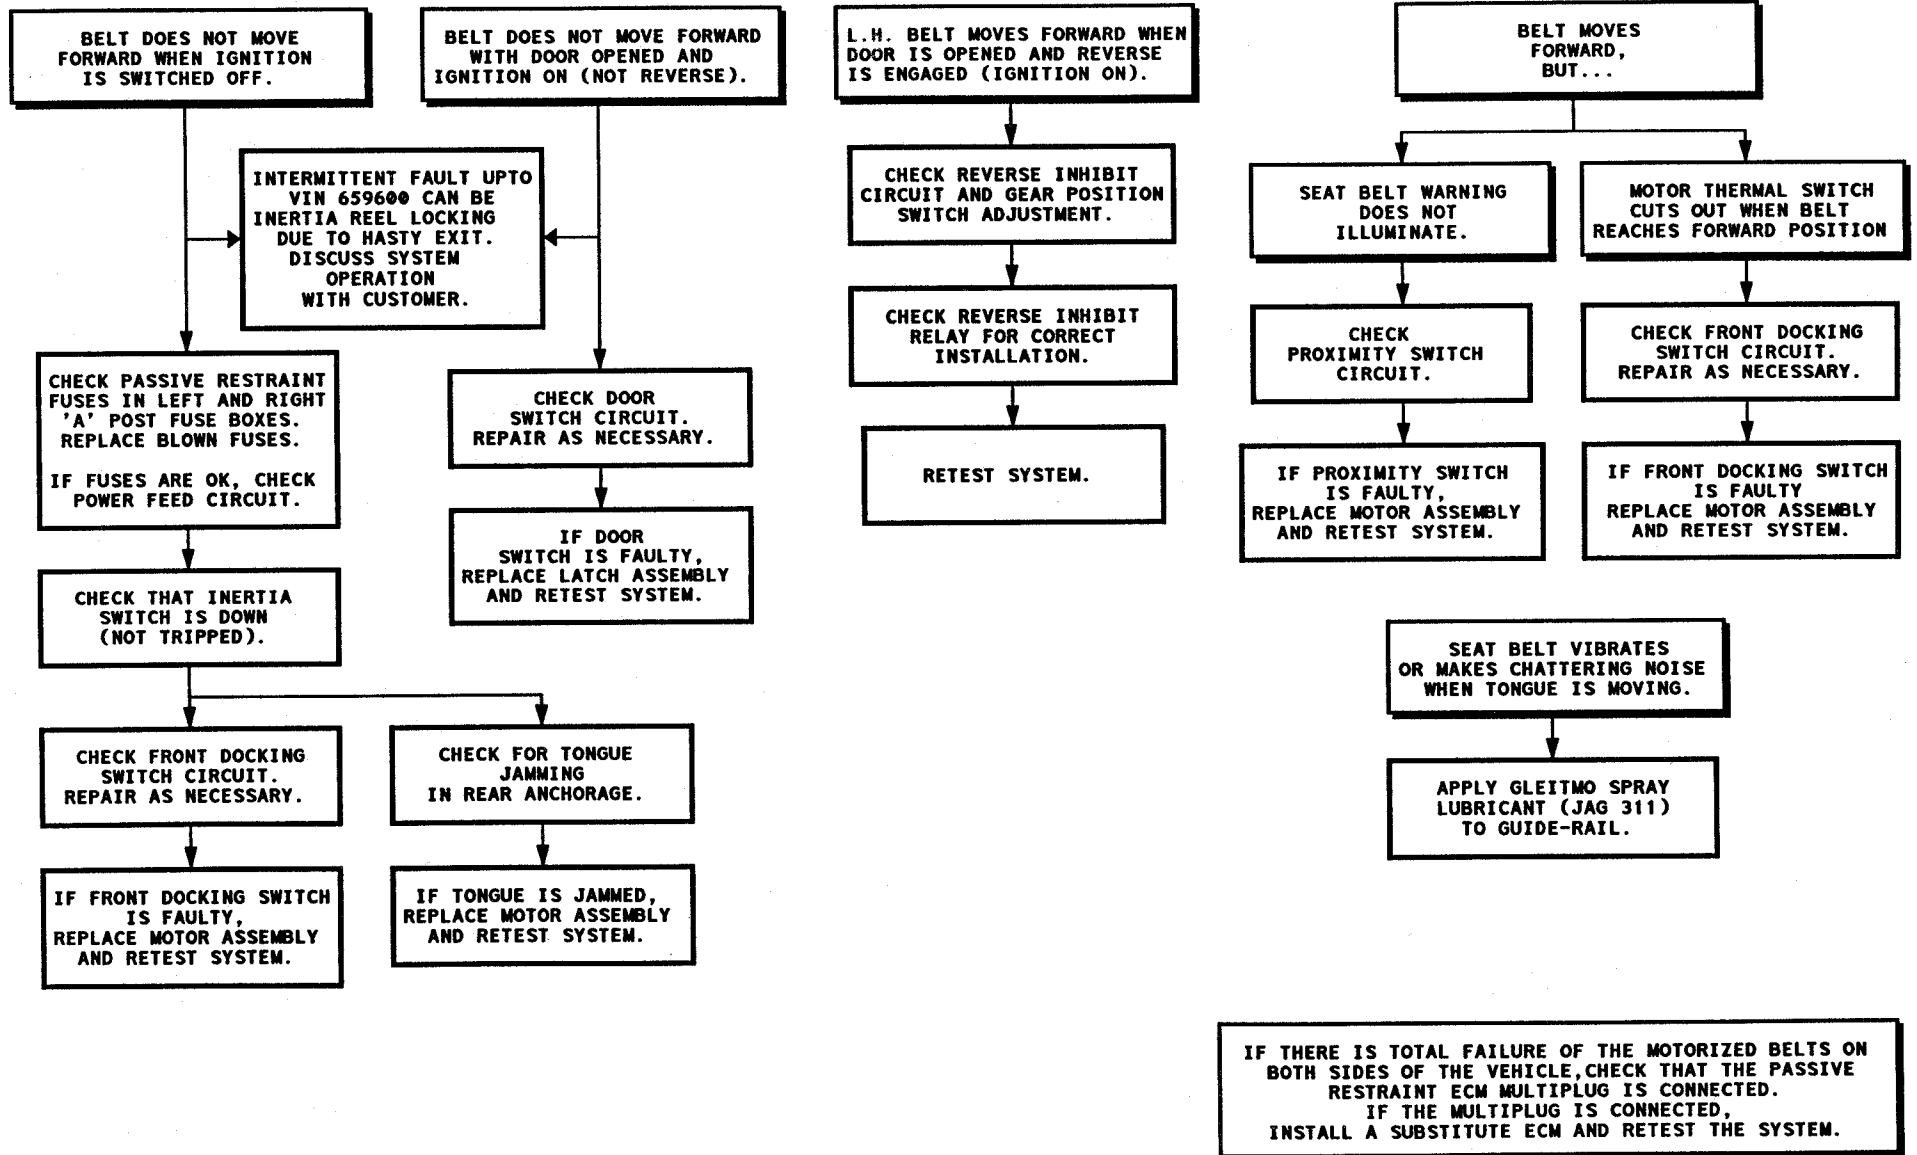 BELT DOES NOT MOVE
FORWARD WHEN IGNITION
IS SWITCHED OFF.
BELT DOES NOT MOVE FORWARD
WITH DOOR OPENED AND
IGNITION ON (NOT REVERSE).
INTERMITTENT FAULT UPTO
VIN 659600 CAN BE
INERTIA REEL LOCKING
DUE TO HASTY EXIT.
DISCUSS SYSTEM
OPERATION
WITH CUSTOMER.
CHECK PASSIVE RESTRAINT
FUSES IN LEFT AND RIGHT
'A' POST FUSE BOXES.
REPLACE BLOWN FUSES.
IF FUSES ARE OK, CHECK
POWER FEED CIRCUIT.
CHECK THAT INERTIA
SWITCH IS DOWN
(NOT TRIPPED).
CHECK FRONT DOCKING
SWITCH CIRCUIT.
REPAIR AS NECESSARY.
IF FRONT DOCKING SWITCH
IS FAULTY,
REPLACE MOTOR ASSEMBLY
AND RETEST SYSTEM.
CHECK FOR TONGUE
JAMMING
IN REAR ANCHORAGE.
IF TONGUE IS JAMMED,
REPLACE MOTOR ASSEMBLY
AND RETEST SYSTEM.
CHECK DOOR
SWITCH CIRCUIT.
REPAIR AS NECESSARY.
IF DOOR
SWITCH IS FAULTY,
REPLACE LATCH ASSEMBLY
AND RETEST SYSTEM.
L.H. BELT MOVES FORWARD WHEN
DOOR IS OPENED AND REVERSE
IS ENGAGED (IGNITION ON).
CHECK REVERSE INHIBIT
CIRCUIT AND GEAR POSITION
SWITCH ADJUSTMENT.
CHECK REVERSE INHIBIT
RELAY FOR CORRECT
INSTALLATION.
RETEST SYSTEM.
BELT MOVES
FORWARD,
BUT...
SEAT BELT WARNING
DOES NOT
ILLUMINATE.
CHECK
PROXIMITY SWITCH
CIRCUIT.
IF PROXIMITY SWITCH
IS FAULTY,
REPLACE MOTOR ASSEMBLY
AND RETEST SYSTEM.
MOTOR THERMAL SWITCH
CUTS OUT WHEN BELT
REACHES FORWARD POSITION
CHECK FRONT DOCKING
SWITCH CIRCUIT.
REPAIR AS NECESSARY.
IF FRONT DOCKING SWITCH
IS FAULTY
REPLACE MOTOR ASSEMBLY
AND RETEST SYSTEM.
SEAT BELT VIBRATES
OR MAKES CHATTERING NOISE
WHEN TONGUE IS MOVING.
APPLY GLEITMO SPRAY
LUBRICANT (JAG 311)
TO GUIDE-RAIL.
IF THERE IS TOTAL FAILURE OF THE MOTORIZED BELTS ON
BOTH SIDES OF THE VEHICLE,CHECK THAT THE PASSIVE
RESTRAINT ECM MULTIPLUG IS CONNECTED.
IF THE MULTIPLUG IS CONNECTED,
INSTALL A SUBSTITUTE ECM AND RETEST THE SYSTEM.